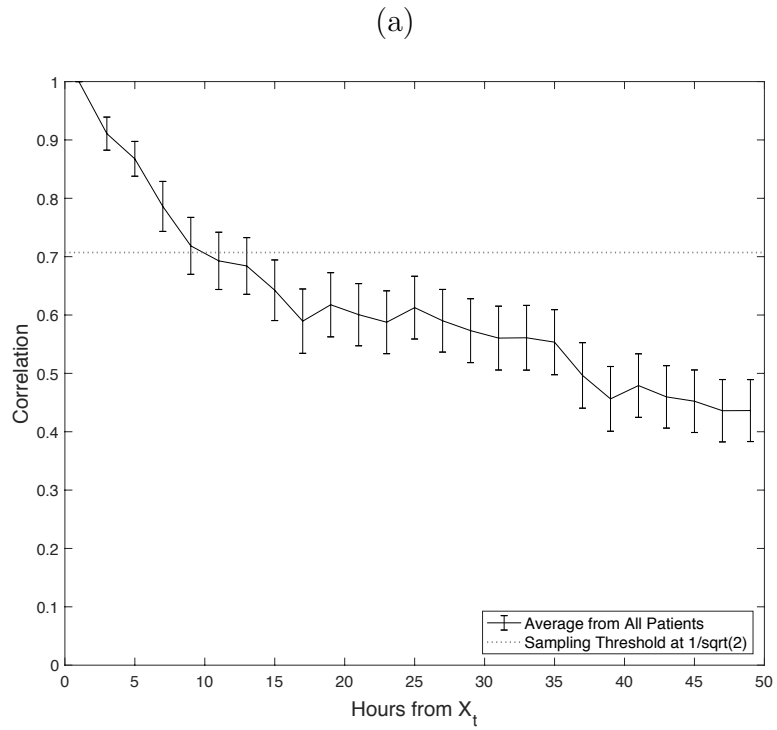 (a)
1
0.9
0.8
0.7
0.6
0.5
0.4
0.3
0.2
0.1
0
Correlation
0 5 10 15 20 25 30 35 40 45 50
Hours from X_t
Average from All Patients
Sampling Threshold at 1/sqrt(2)